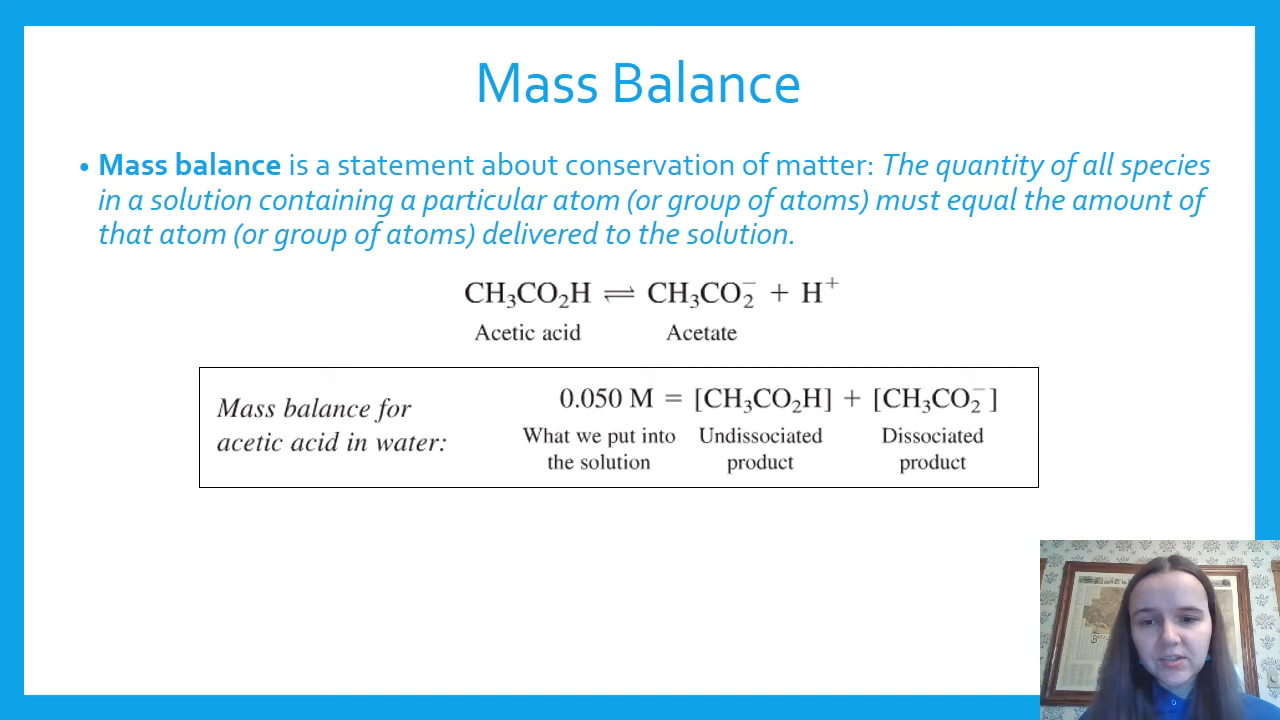 Mass Balance
• Mass balance is a statement about conservation of matter: The quantity of all species
in a solution containing a particular atom (or group of atoms) must equal the amount of
that atom (or group of atoms) delivered to the solution.
CH₃CO₂H ⇌ CH₃CO₂⁻ + H⁺
Acetic acid Acetate
Mass balance for
acetic acid in water:
0.050 M = [CH₃CO₂H] + [CH₃CO₂⁻]
What we put into Undissociated Dissociated
the solution product product